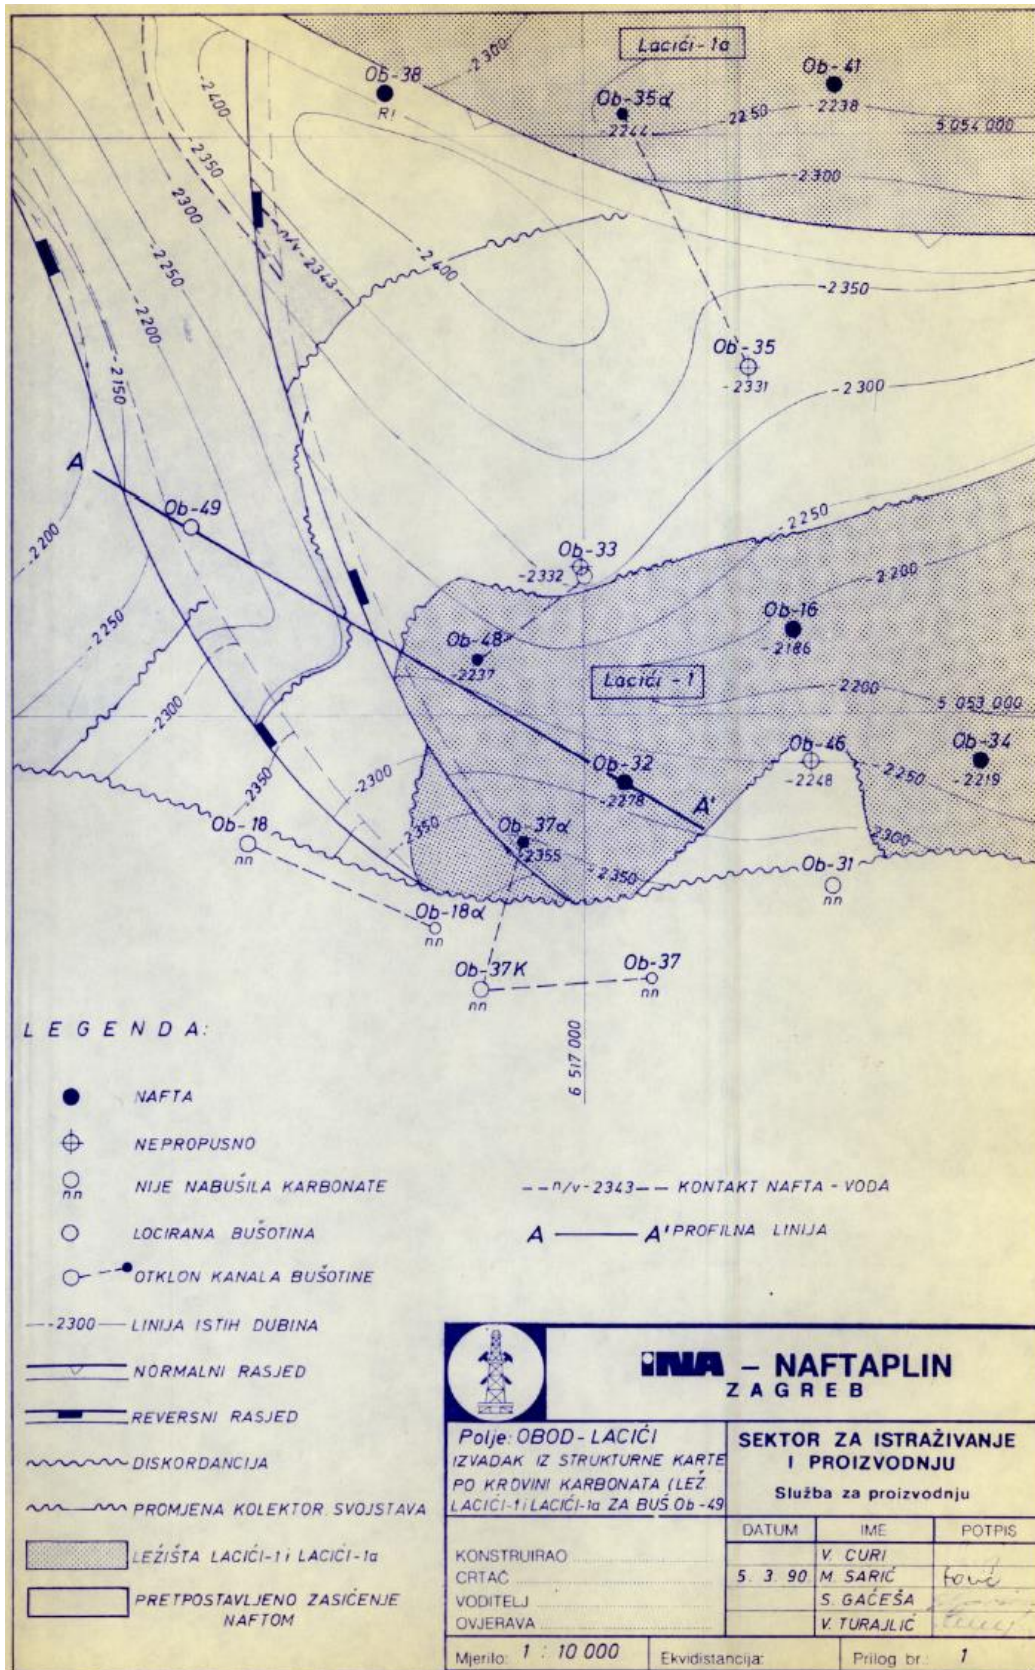 Lacići-1a
-2300
Ob-38
R1
Ob-41
-2238
Ob-35α
-2244
-2250
5 054 000
-2300
-2400
-2350
2300
n/v-2343
-2400
-2350
-2250
-2200
-2150
Ob-35
-2331
-2300
A
Ob-49
-2200
-2250
Ob-33
-2332
-2250
-2200
Ob-16
-2186
Ob-48
-2237
Lacići - 1
-2200
5 053 000
-2250
-2300
-2350
Ob-46
-2248
-2250
Ob-34
-2219
-2300
Ob-32
-2278
A'
-2300
Ob-18
nn
-2350
Ob-37α
-2355
-2350
Ob-31
nn
Ob-18α
nn
Ob-37K
nn
Ob-37
nn
6 517 000
LEGENDA:
NAFTA
NEPROPUSNO
nn
NIJE NABUŠILA KARBONATE
--n/v-2343-- KONTAKT NAFTA - VODA
LOCIRANA BUŠOTINA
A A' PROFILNA LINIJA
OTKLON KANALA BUŠOTINE
-2300 LINIJA ISTIH DUBINA
NORMALNI RASJED
REVERSNI RASJED
DISKORDANCIJA
PROMJENA KOLEKTOR SVOJSTAVA
LEŽIŠTA LACIĆI-1 i LACIĆI-1a
PRETPOSTAVLJENO ZASIĆENJE
NAFTOM
INA - NAFTAPLIN
ZAGREB
Polje: OBOD - LACIĆI
IZVADAK IZ STRUKTURNE KARTE
PO KROVINI KARBONATA (LEŽ.
LACIĆI-1 i LACIĆI-1a ZA BUŠ. Ob-49
SEKTOR ZA ISTRAŽIVANJE
I PROIZVODNJU
Služba za proizvodnju
DATUM IME POTPIS
KONSTRUIRAO V. CURI
CRTAČ 5. 3. 90 M. SARIĆ
VODITELJ S. GAĆEŠA
OVJERAVA V. TURAJLIĆ
Mjerilo: 1 : 10 000 Ekvidistancija: Prilog br. 1